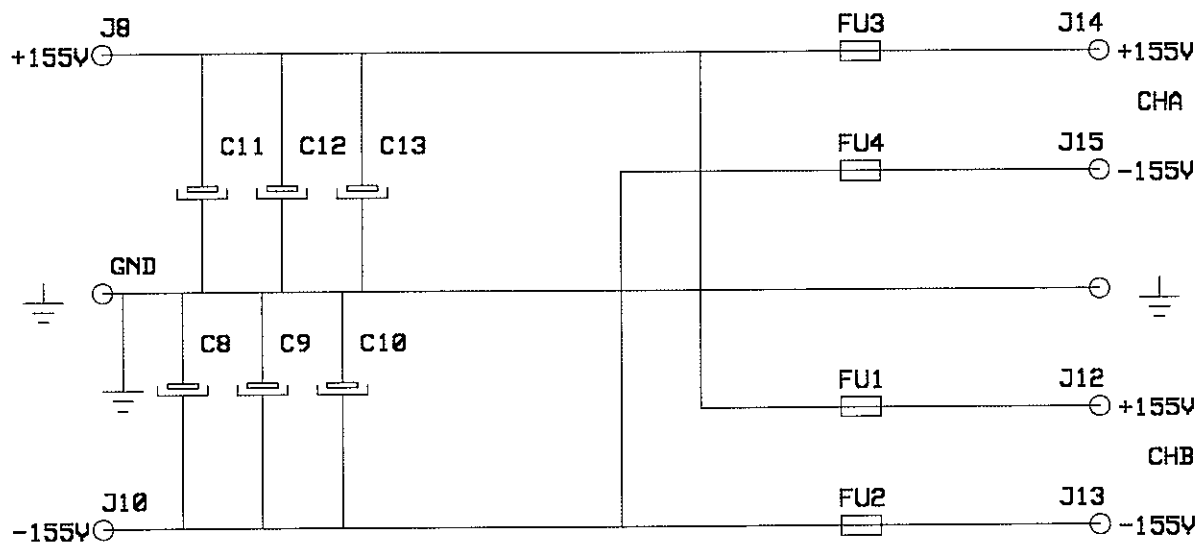 J8
FU3
J14
+155V
+155V
CHA
C11
C12
C13
FU4
J15
-155V
GND
C8
C9
C10
FU1
J12
+155V
CHB
J10
FU2
J13
-155V
-155V